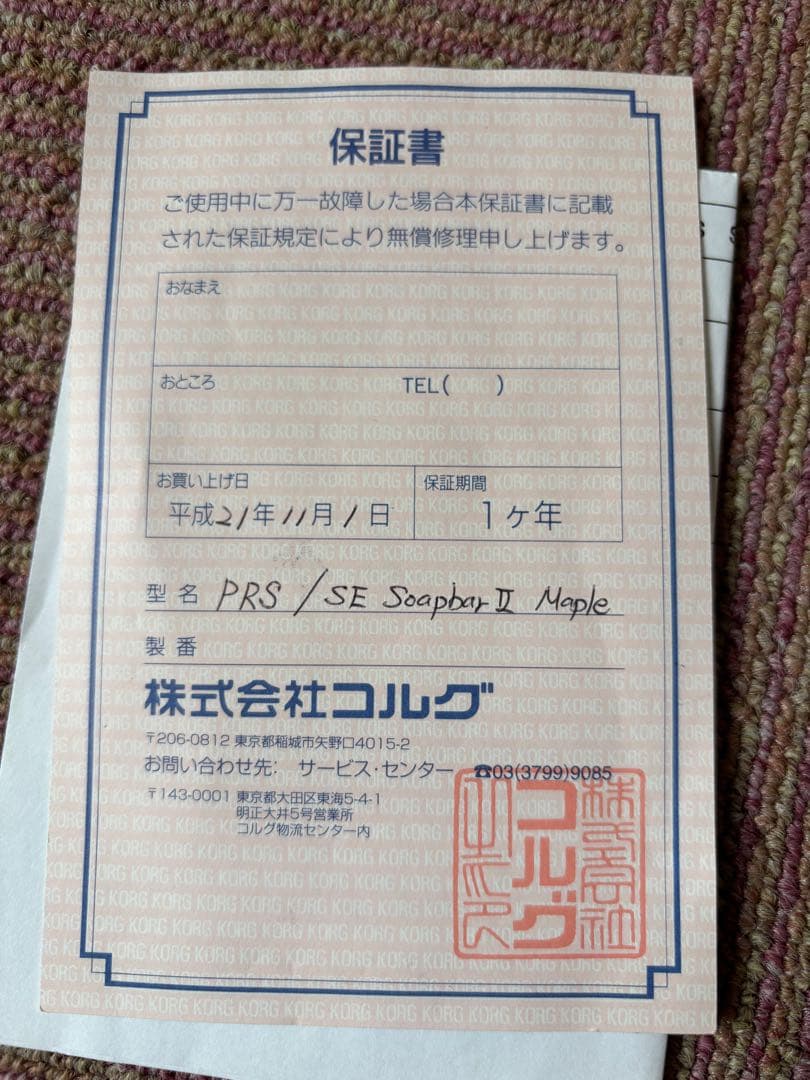 保証書
ご使用中に万一故障した場合本保証書に記載
された保証規定により無償修理申し上げます。
おなまえ
おところ TEL( )
お買い上げ日 保証期間
平成21年11月1日 1ヶ年
型名 PRS / SE Soapbar II Maple
製番
株式会社コルグ
〒206-0812 東京都稲城市矢野口4015-2
お問い合わせ先: サービス・センター ☎03(3799)9085
〒143-0001 東京都大田区東海5-4-1
明正大井5号営業所
コルグ物流センター内
株式会社
コルグ